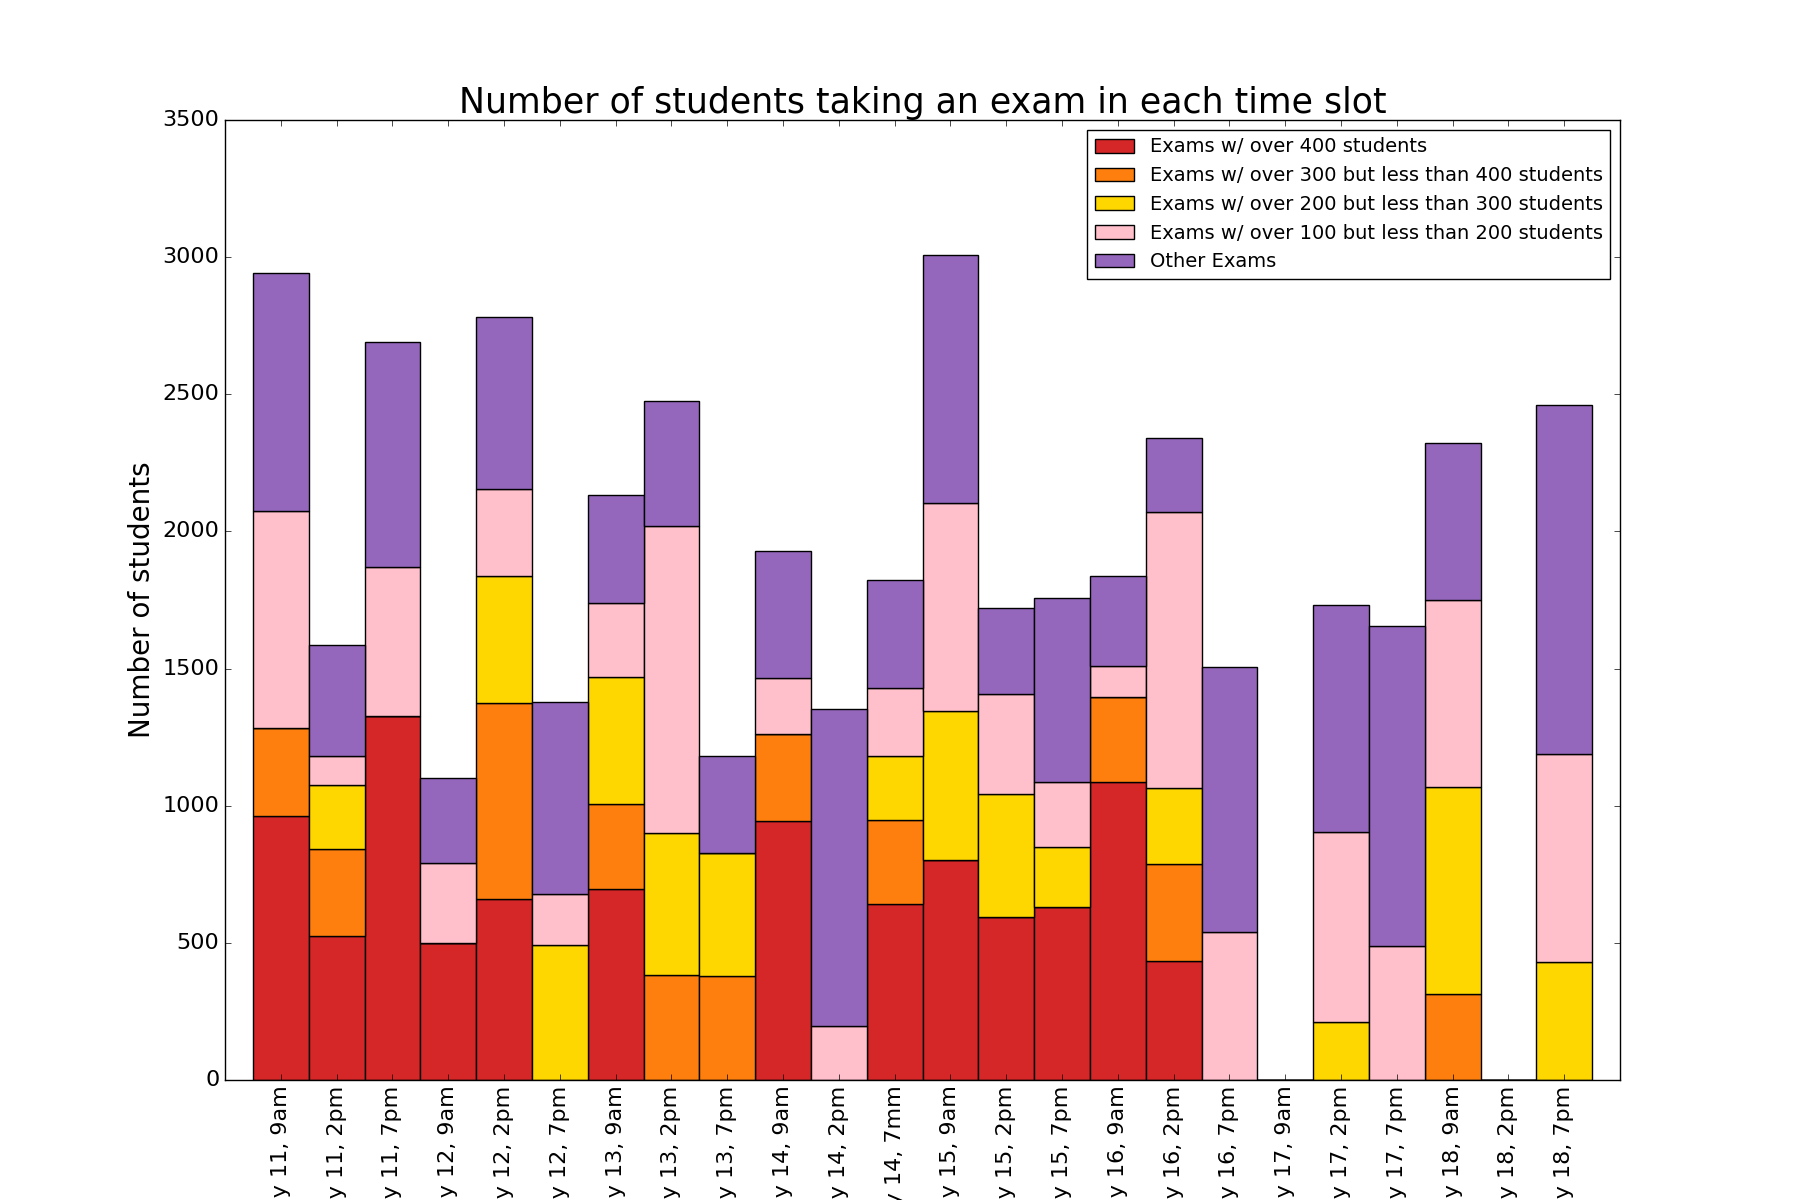 Number of students taking an exam in each time slot
Exams w/ over 400 students
Exams w/ over 300 but less than 400 students
Exams w/ over 200 but less than 300 students
Exams w/ over 100 but less than 200 students
Other Exams
Number of students
3500
3000
2500
2000
1500
1000
500
0
y 11, 9am
y 11, 2pm
y 11, 7pm
y 12, 9am
y 12, 2pm
y 12, 7pm
y 13, 9am
y 13, 2pm
y 13, 7pm
y 14, 9am
y 14, 2pm
y 14, 7mm
y 15, 9am
y 15, 2pm
y 15, 7pm
y 16, 9am
y 16, 2pm
y 16, 7pm
y 17, 9am
y 17, 2pm
y 17, 7pm
y 18, 9am
y 18, 2pm
y 18, 7pm